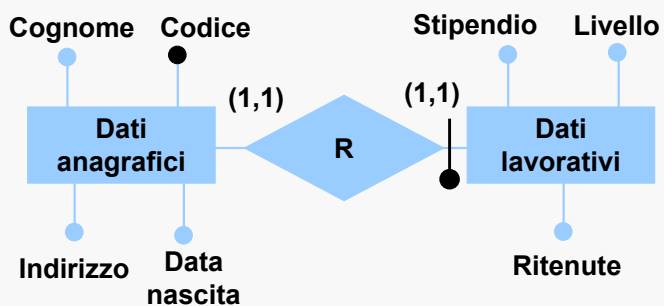 Cognome
Codice
Stipendio
Livello
(1,1)
(1,1)
Dati
anagrafici
R
Dati
lavorativi
Indirizzo
Data
nascita
Ritenute